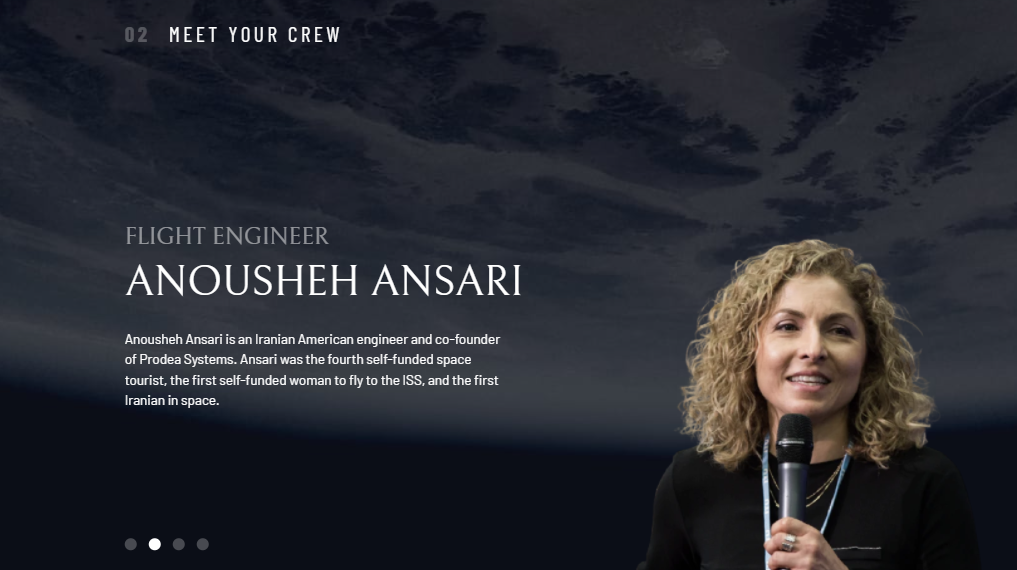 02 MEET YOUR CREW
FLIGHT ENGINEER
ANOUSHEH ANSARI
Anousheh Ansari is an Iranian American engineer and co-founder
of Prodea Systems. Ansari was the fourth self-funded space
tourist, the first self-funded woman to fly to the ISS, and the first
Iranian in space.